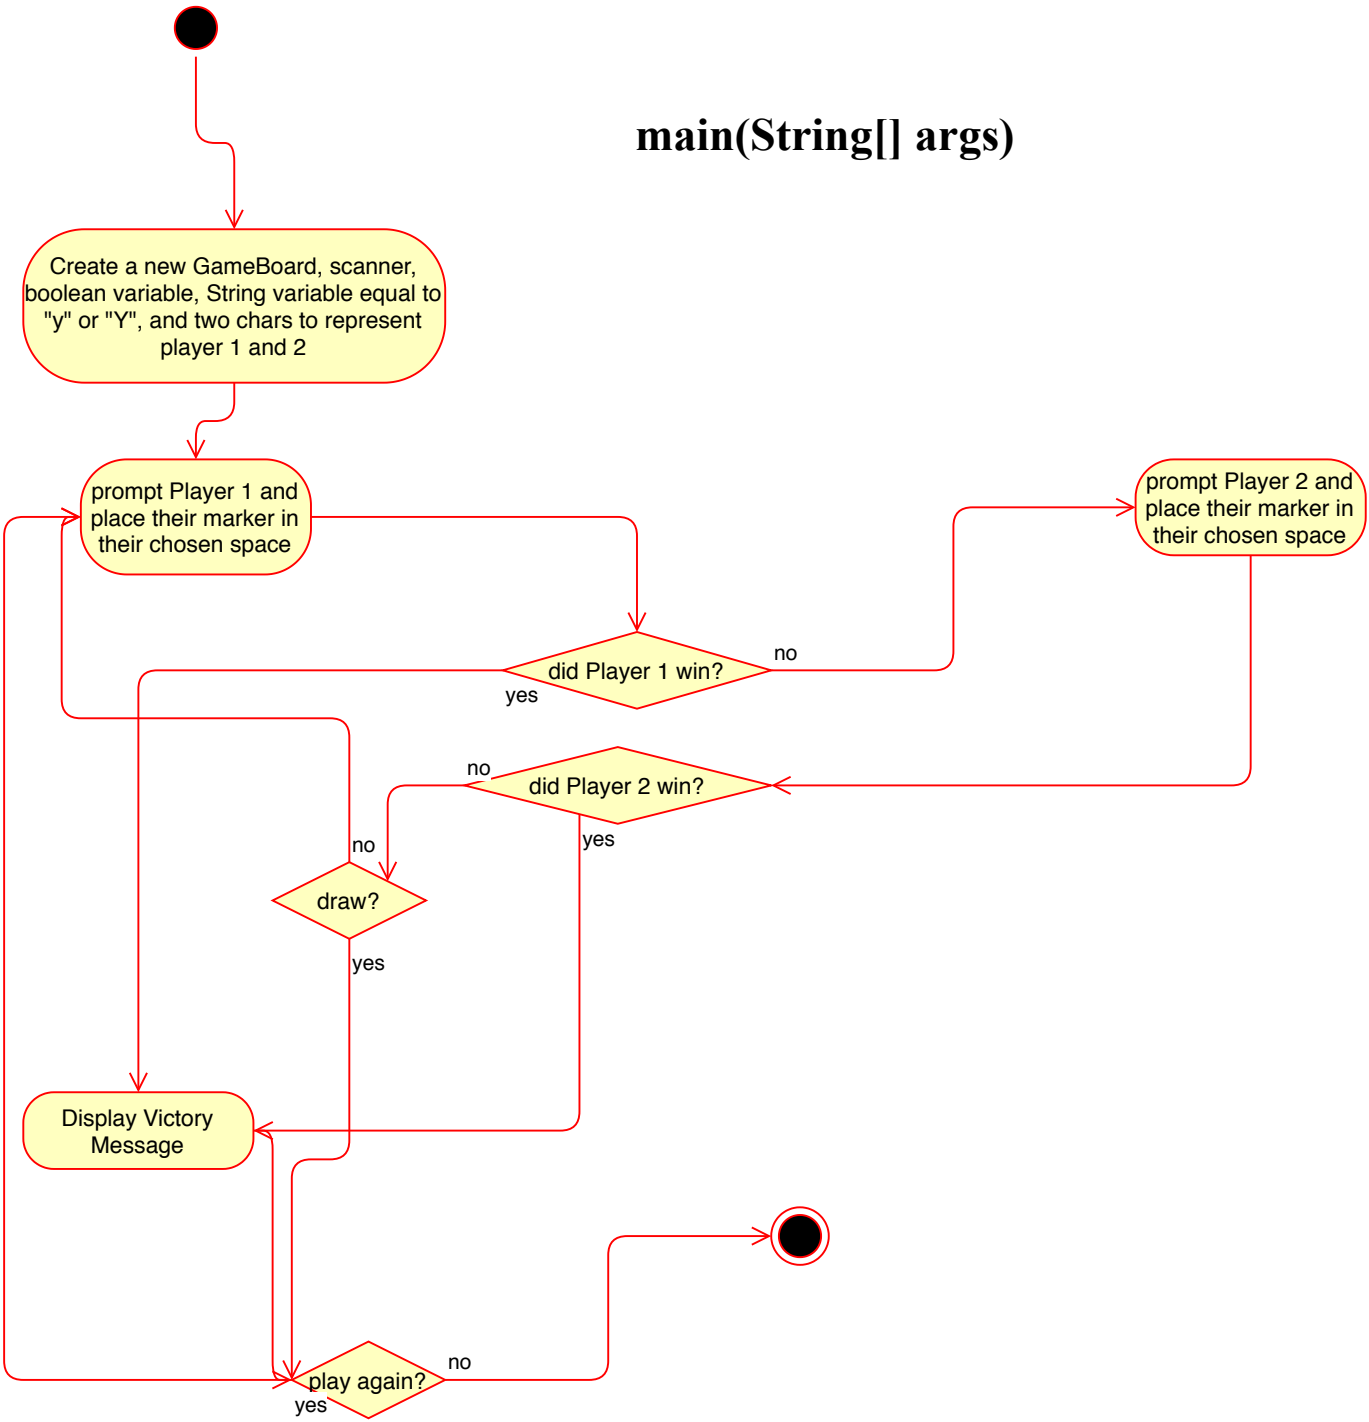 main(String[] args)
Create a new GameBoard, scanner,
boolean variable, String variable equal to
"y" or "Y", and two chars to represent
player 1 and 2
prompt Player 1 and
place their marker in
their chosen space
prompt Player 2 and
place their marker in
their chosen space
did Player 1 win?
no
yes
did Player 2 win?
no
yes
no
draw?
yes
Display Victory
Message
no
play again?
yes